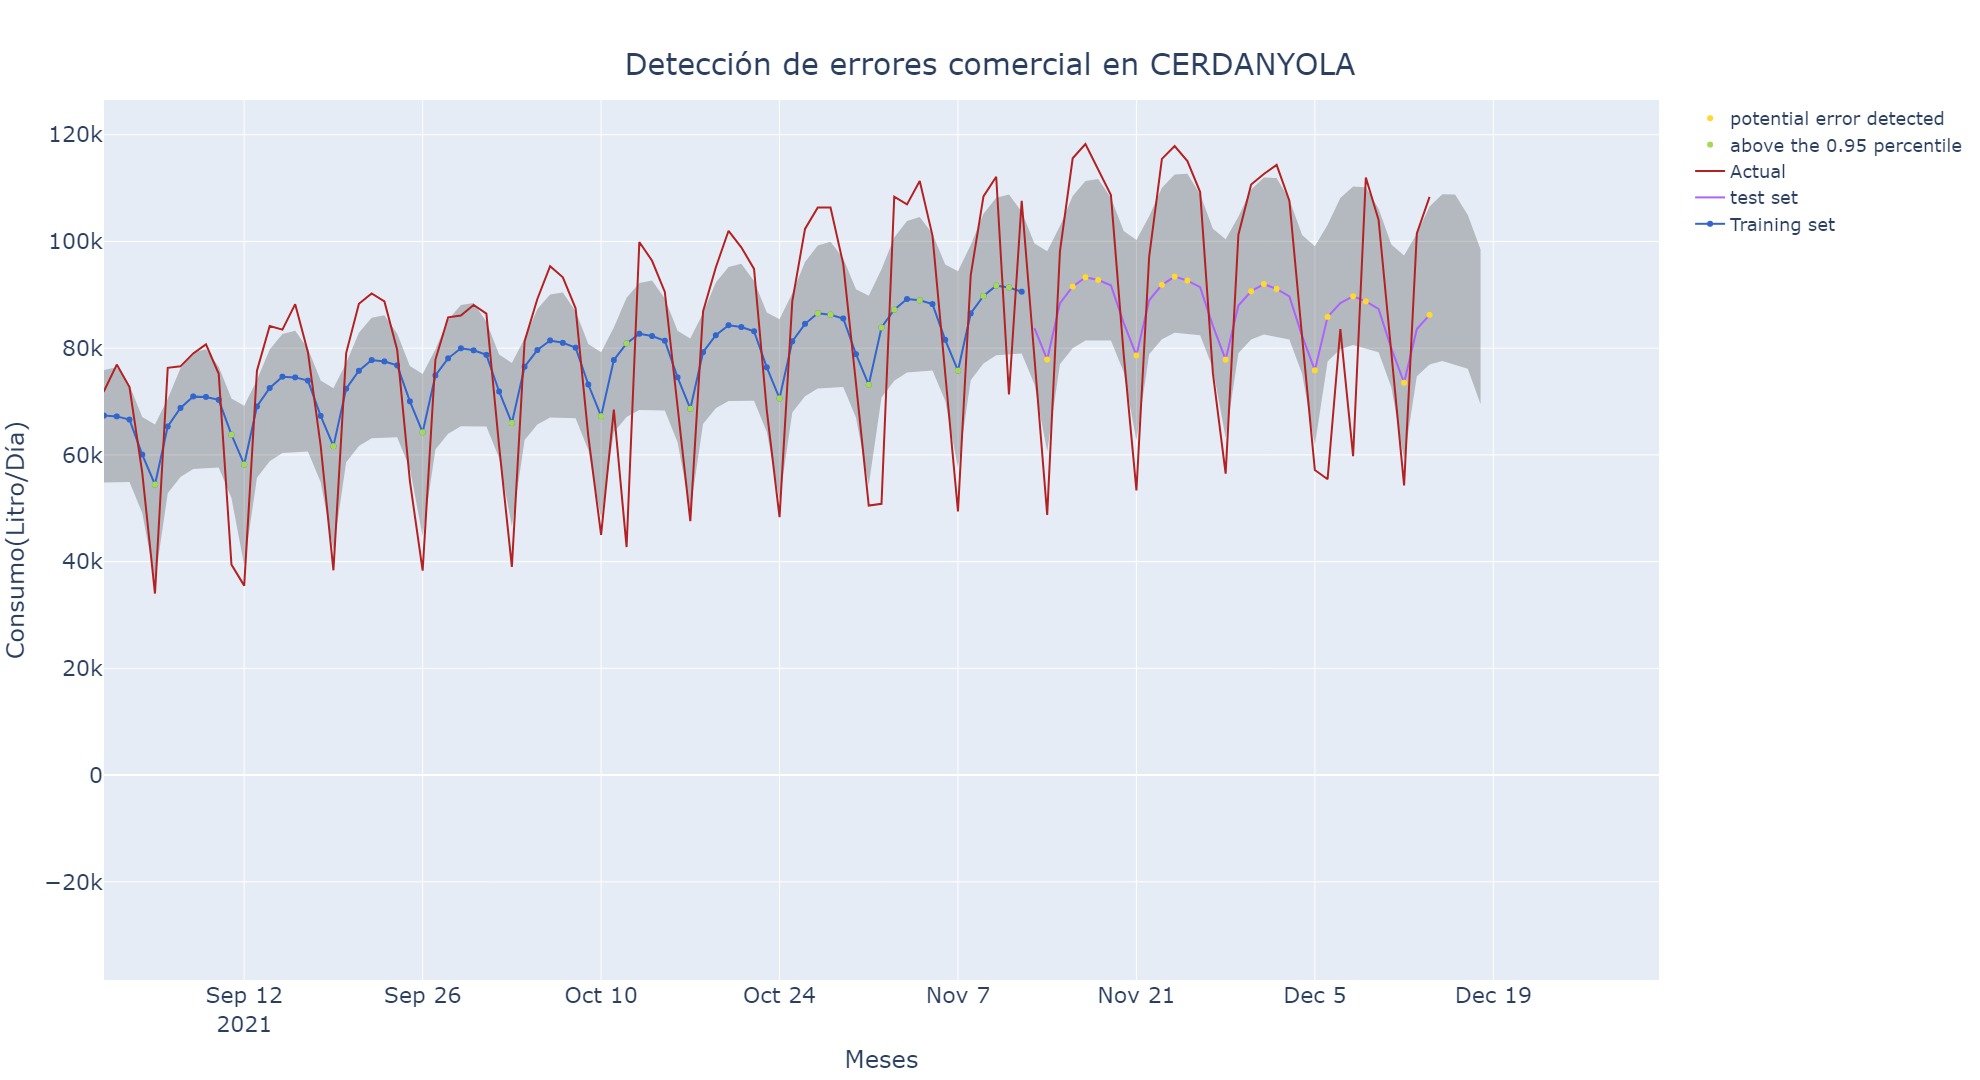 Detección de errores comercial en CERDANYOLA
120k
100k
80k
60k
40k
20k
0
−20k
Consumo(Litro/Día)
Sep 12
2021
Sep 26
Oct 10
Oct 24
Nov 7
Nov 21
Dec 5
Dec 19
Meses
potential error detected
above the 0.95 percentile
Actual
test set
Training set